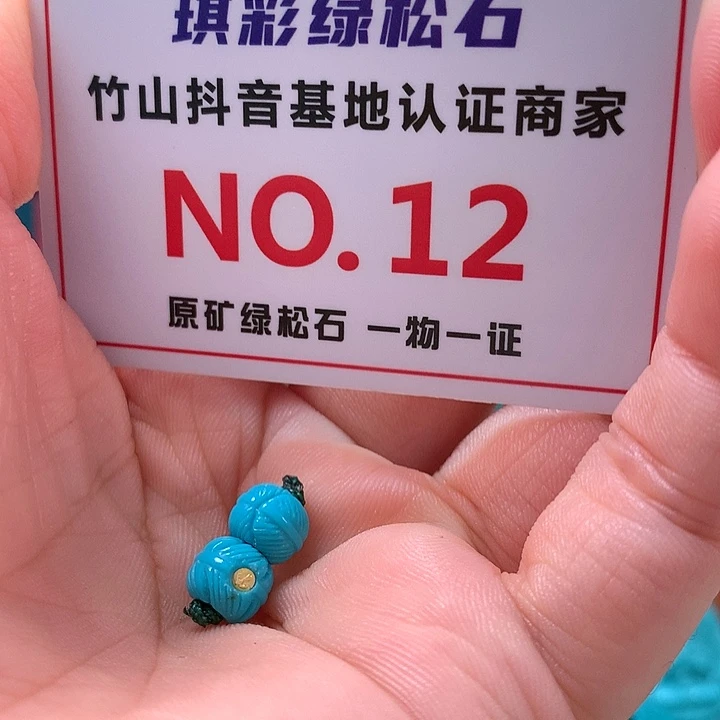 琪彩绿松石
竹山抖音基地认证商家
NO.12
原矿绿松石 一物一证